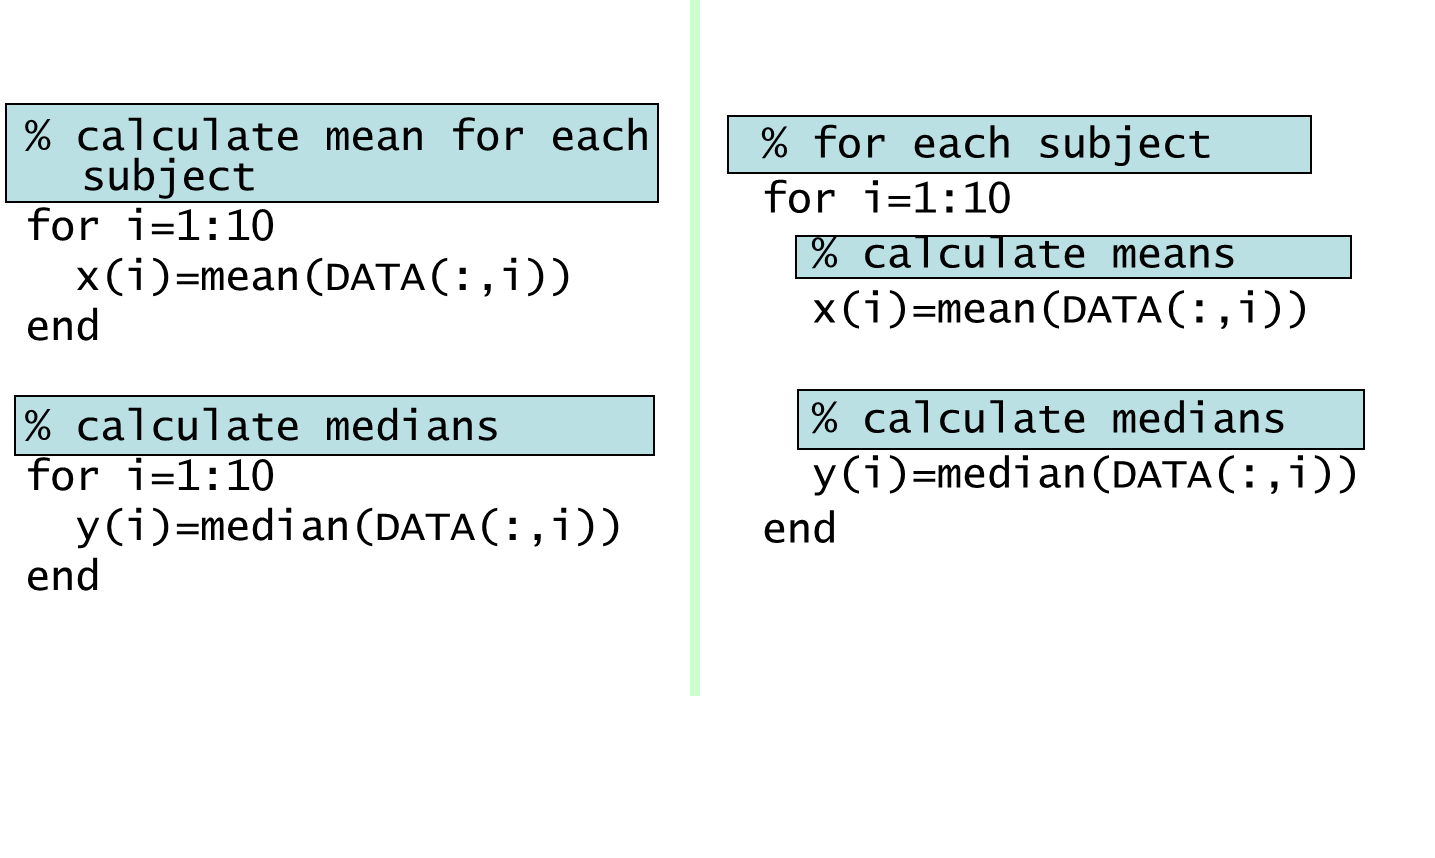 % calculate mean for each
subject
for i=1:10
x(i)=mean(DATA(:,i))
end
% calculate medians
for i=1:10
y(i)=median(DATA(:,i))
end
% for each subject
for i=1:10
% calculate means
x(i)=mean(DATA(:,i))
% calculate medians
y(i)=median(DATA(:,i))
end